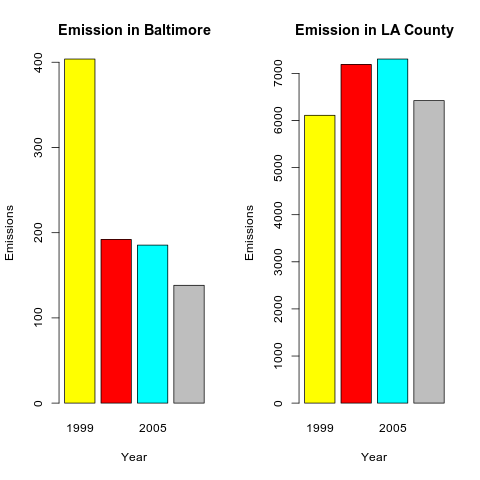 Emission in Baltimore
Emissions
400
300
200
100
0
1999 2005
Year
Emission in LA County
Emissions
7000
6000
5000
4000
3000
2000
1000
0
1999 2005
Year